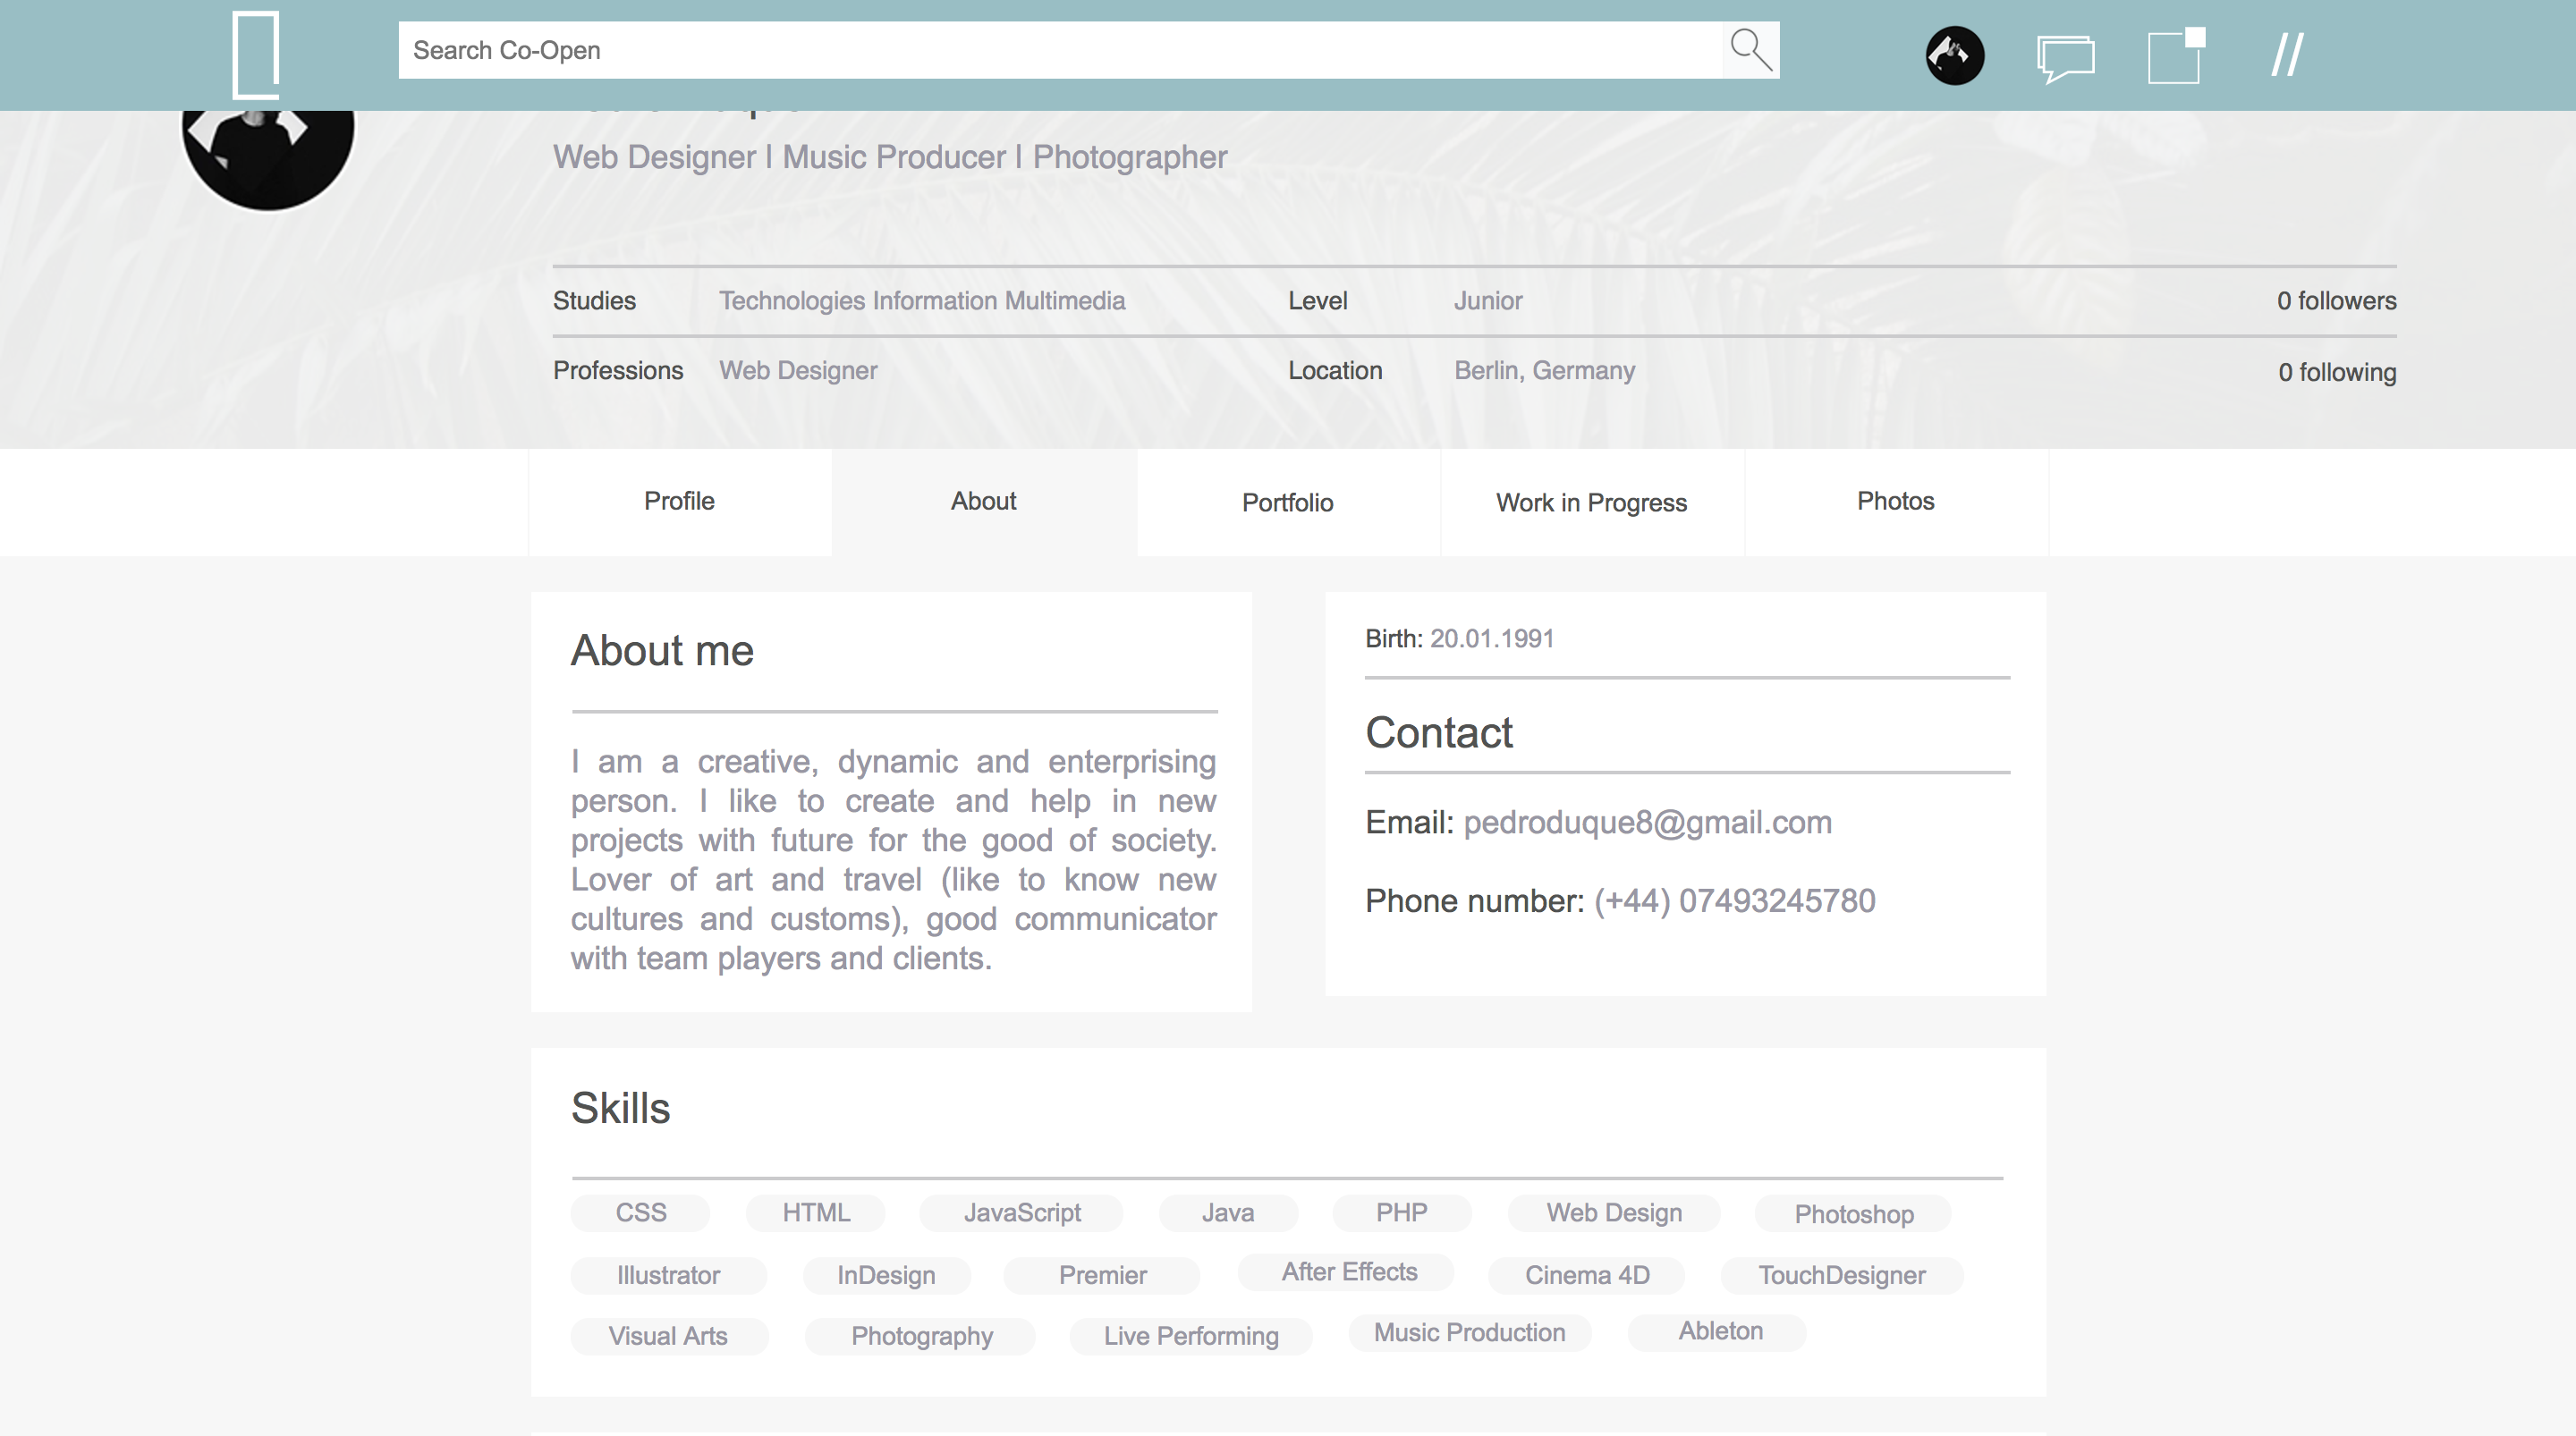 Search Co-Open
Web Designer | Music Producer | Photographer
Studies Technologies Information Multimedia Level Junior 0 followers
Professions Web Designer Location Berlin, Germany 0 following
Profile About Portfolio Work in Progress Photos
About me
I am a creative, dynamic and enterprising
person. I like to create and help in new
projects with future for the good of society.
Lover of art and travel (like to know new
cultures and customs), good communicator
with team players and clients.
Birth: 20.01.1991
Contact
Email: pedroduque8@gmail.com
Phone number: (+44) 07493245780
Skills
CSS HTML JavaScript Java PHP Web Design Photoshop
Illustrator InDesign Premier After Effects Cinema 4D TouchDesigner
Visual Arts Photography Live Performing Music Production Ableton